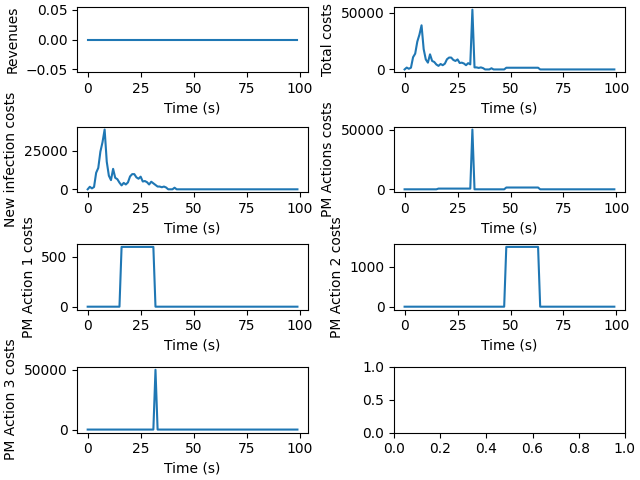 Revenues
0.05
0.00
−0.05
0 25 50 75 100
Time (s)
Total costs
50000
0
0 25 50 75 100
Time (s)
New infection costs
25000
0
0 25 50 75 100
Time (s)
PM Actions costs
50000
0
0 25 50 75 100
Time (s)
PM Action 1 costs
500
0
0 25 50 75 100
Time (s)
PM Action 2 costs
1000
0
0 25 50 75 100
Time (s)
PM Action 3 costs
50000
0
0 25 50 75 100
Time (s)
1.0
0.5
0.0
0.0 0.2 0.4 0.6 0.8 1.0